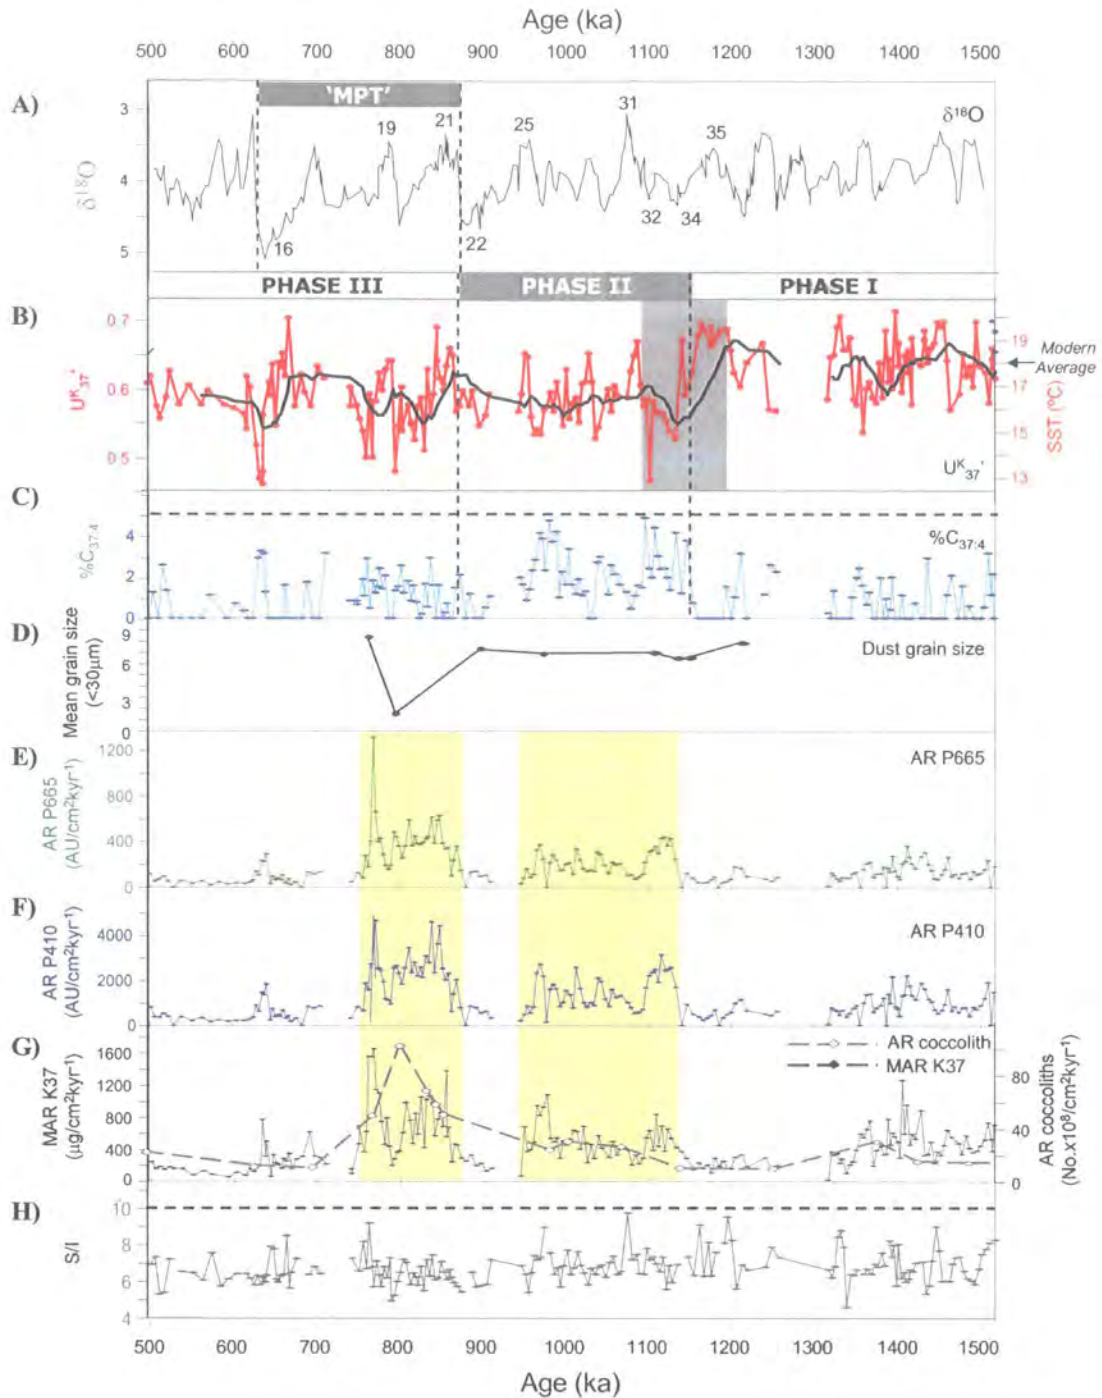 Age (ka)
500 600 700 800 900 1000 1100 1200 1300 1400 1500
A)
'MPT'
δ¹⁸O
3
4
5
16
19
21
22
25
31
32
34
35
δ¹⁸O
PHASE III PHASE II PHASE I
B)
U^K_37'
0.7
0.6
0.5
19
17
15
13
SST (ºC)
Modern
Average
U^K_37'
C)
%C37:4
4
2
0
%C37:4
D)
Mean grain size
(<30µm)
9
6
3
0
Dust grain size
E)
AR P665
(AU/cm²kyr⁻¹)
1200
800
400
0
AR P665
F)
AR P410
(AU/cm²kyr⁻¹)
4000
2000
0
AR P410
G)
MAR K37
(µg/cm²kyr⁻¹)
1600
1200
800
400
0
AR coccolith
MAR K37
80
40
0
AR coccoliths
(No.x10⁸/cm²kyr⁻¹)
H)
S/I
10
8
6
4
500 600 700 800 900 1000 1100 1200 1300 1400 1500
Age (ka)